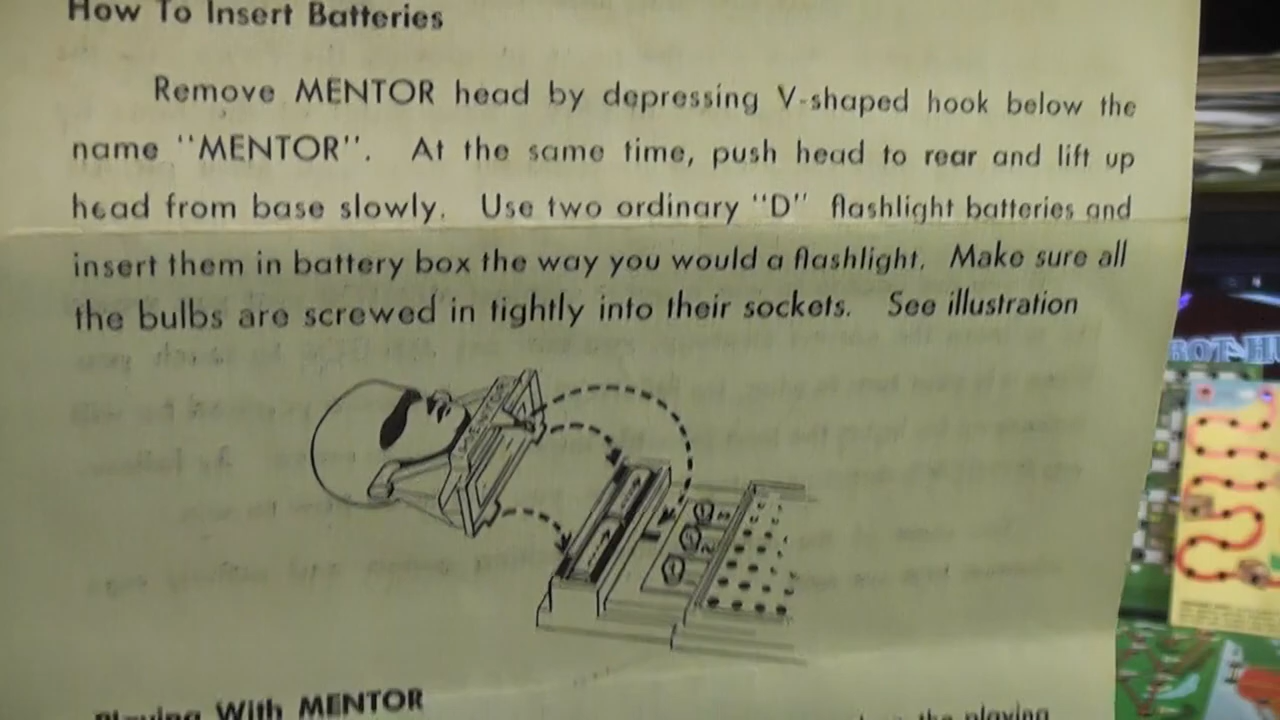 How To Insert Batteries
Remove MENTOR head by depressing V-shaped hook below the
name "MENTOR". At the same time, push head to rear and lift up
head from base slowly. Use two ordinary "D" flashlight batteries and
insert them in battery box the way you would a flashlight. Make sure all
the bulbs are screwed in tightly into their sockets. See illustration
MENTOR
Playing With MENTOR
the playing